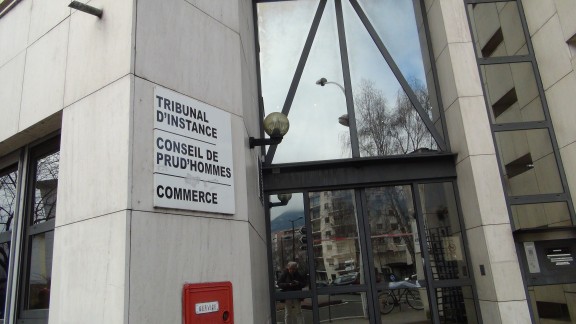 TRIBUNAL
D'INSTANCE
CONSEIL DE
PRUD'HOMMES
COMMERCE